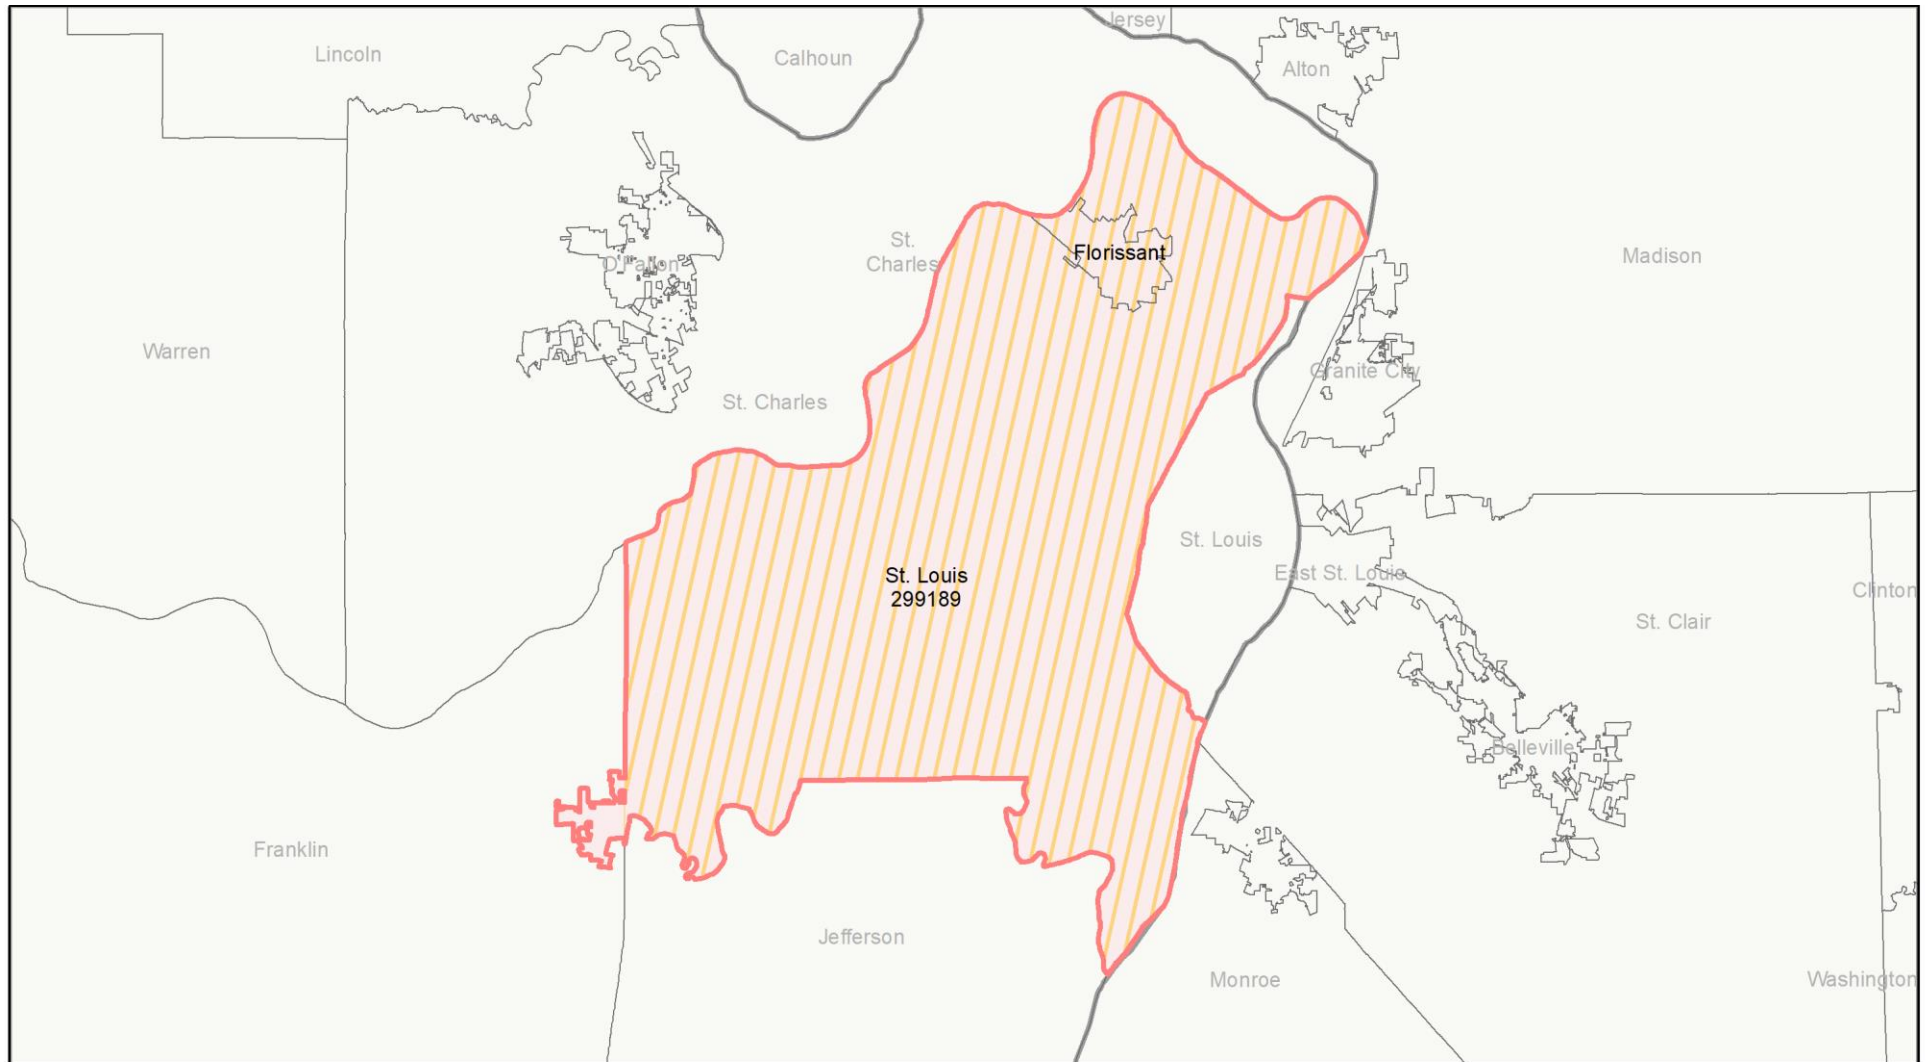 Jersey
Lincoln
Calhoun
Alton
St.
Charles
Florissant
Madison
O'Fallon
Warren
Granite City
St. Charles
St. Louis
East St. Louis
St. Louis
299189
Clinton
St. Clair
Belleville
Franklin
Jefferson
Monroe
Washington